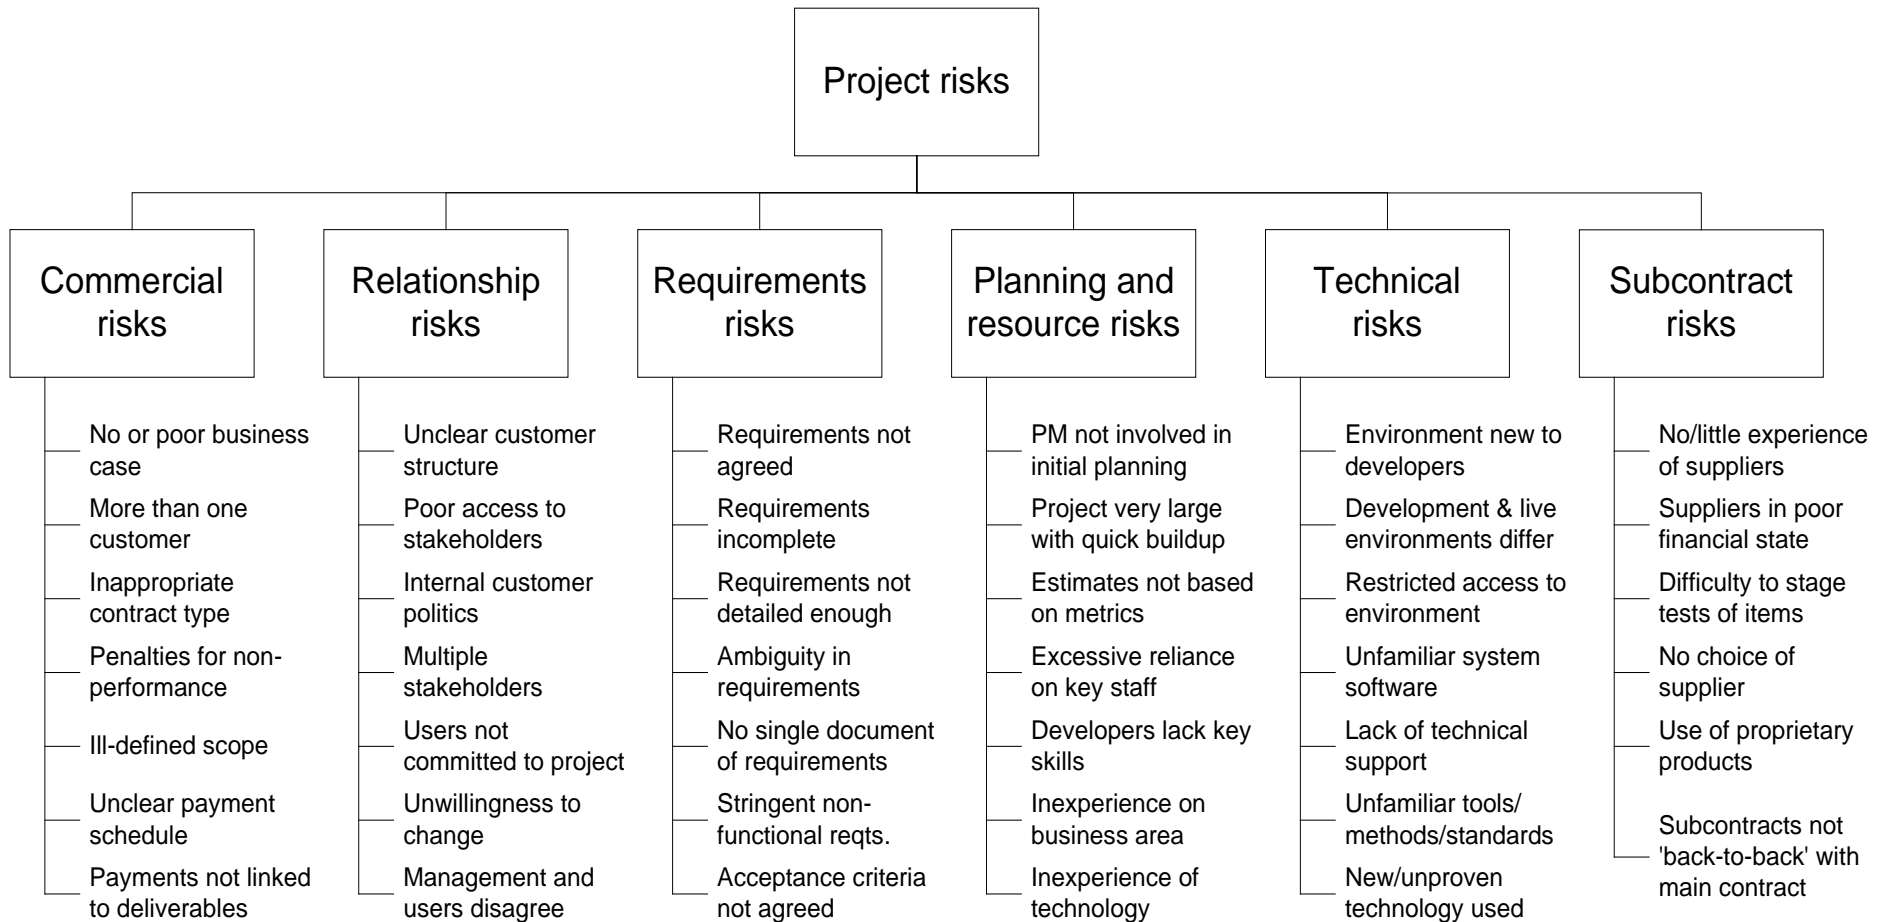 Project risks
Commercial
risks
Relationship
risks
Requirements
risks
Planning and
resource risks
Technical
risks
Subcontract
risks
No or poor business
case
More than one
customer
Inappropriate
contract type
Penalties for non-
performance
Ill-defined scope
Unclear payment
schedule
Payments not linked
to deliverables
Unclear customer
structure
Poor access to
stakeholders
Internal customer
politics
Multiple
stakeholders
Users not
committed to project
Unwillingness to
change
Management and
users disagree
Requirements not
agreed
Requirements
incomplete
Requirements not
detailed enough
Ambiguity in
requirements
No single document
of requirements
Stringent non-
functional reqts.
Acceptance criteria
not agreed
PM not involved in
initial planning
Project very large
with quick buildup
Estimates not based
on metrics
Excessive reliance
on key staff
Developers lack key
skills
Inexperience on
business area
Inexperience of
technology
Environment new to
developers
Development & live
environments differ
Restricted access to
environment
Unfamiliar system
software
Lack of technical
support
Unfamiliar tools/
methods/standards
New/unproven
technology used
No/little experience
of suppliers
Suppliers in poor
financial state
Difficulty to stage
tests of items
No choice of
supplier
Use of proprietary
products
Subcontracts not
'back-to-back' with
main contract